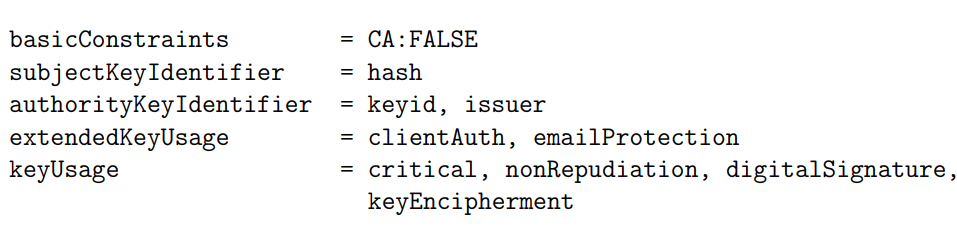 basicConstraints = CA:FALSE
subjectKeyIdentifier = hash
authorityKeyIdentifier = keyid, issuer
extendedKeyUsage = clientAuth, emailProtection
keyUsage = critical, nonRepudiation, digitalSignature,
keyEncipherment